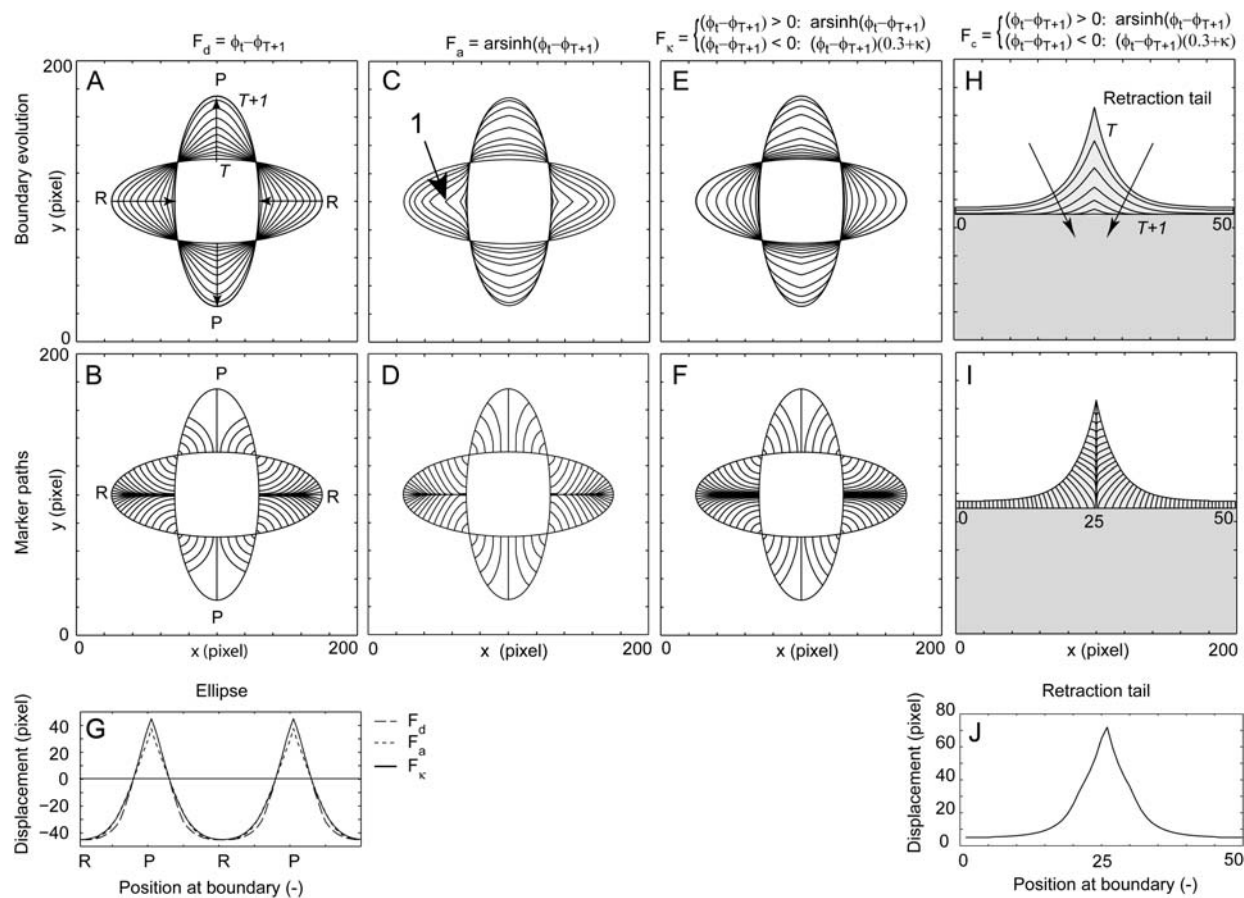 F_d = ϕ_t−ϕ_T+1
F_a = arsinh(ϕ_t−ϕ_T+1)
F_κ = { (ϕ_t−ϕ_T+1) > 0: arsinh(ϕ_t−ϕ_T+1)
(ϕ_t−ϕ_T+1) < 0: (ϕ_t−ϕ_T+1)(0.3+κ)
F_c = { (ϕ_t−ϕ_T+1) > 0: arsinh(ϕ_t−ϕ_T+1)
(ϕ_t−ϕ_T+1) < 0: (ϕ_t−ϕ_T+1)(0.3+κ)
Boundary evolution
y (pixel)
200
0
A
P
T+1
T
R
R
P
C
1
E
H
Retraction tail
T
T+1
0
50
Marker paths
y (pixel)
200
0
B
P
R
R
P
0
200
x (pixel)
D
0
200
x (pixel)
F
0
200
x (pixel)
I
0
25
50
0
200
x (pixel)
Ellipse
Displacement (pixel)
G
40
20
0
−20
−40
R
P
R
P
Position at boundary (-)
F_d
F_a
F_κ
Retraction tail
Displacement (pixel)
J
80
60
40
20
0
0
25
50
Position at boundary (-)